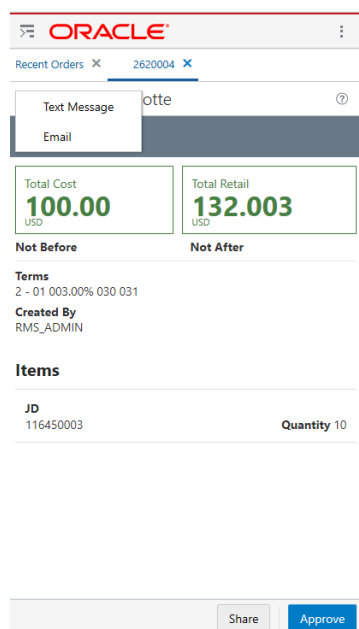 ORACLE
Recent Orders ✕ 2620004 ✕
Text Message
Email
otte
Total Cost
100.00
USD
Total Retail
132.003
USD
Not Before Not After
Terms
2 - 01 003.00% 030 031
Created By
RMS_ADMIN
Items
JD
116450003 Quantity 10
Share Approve